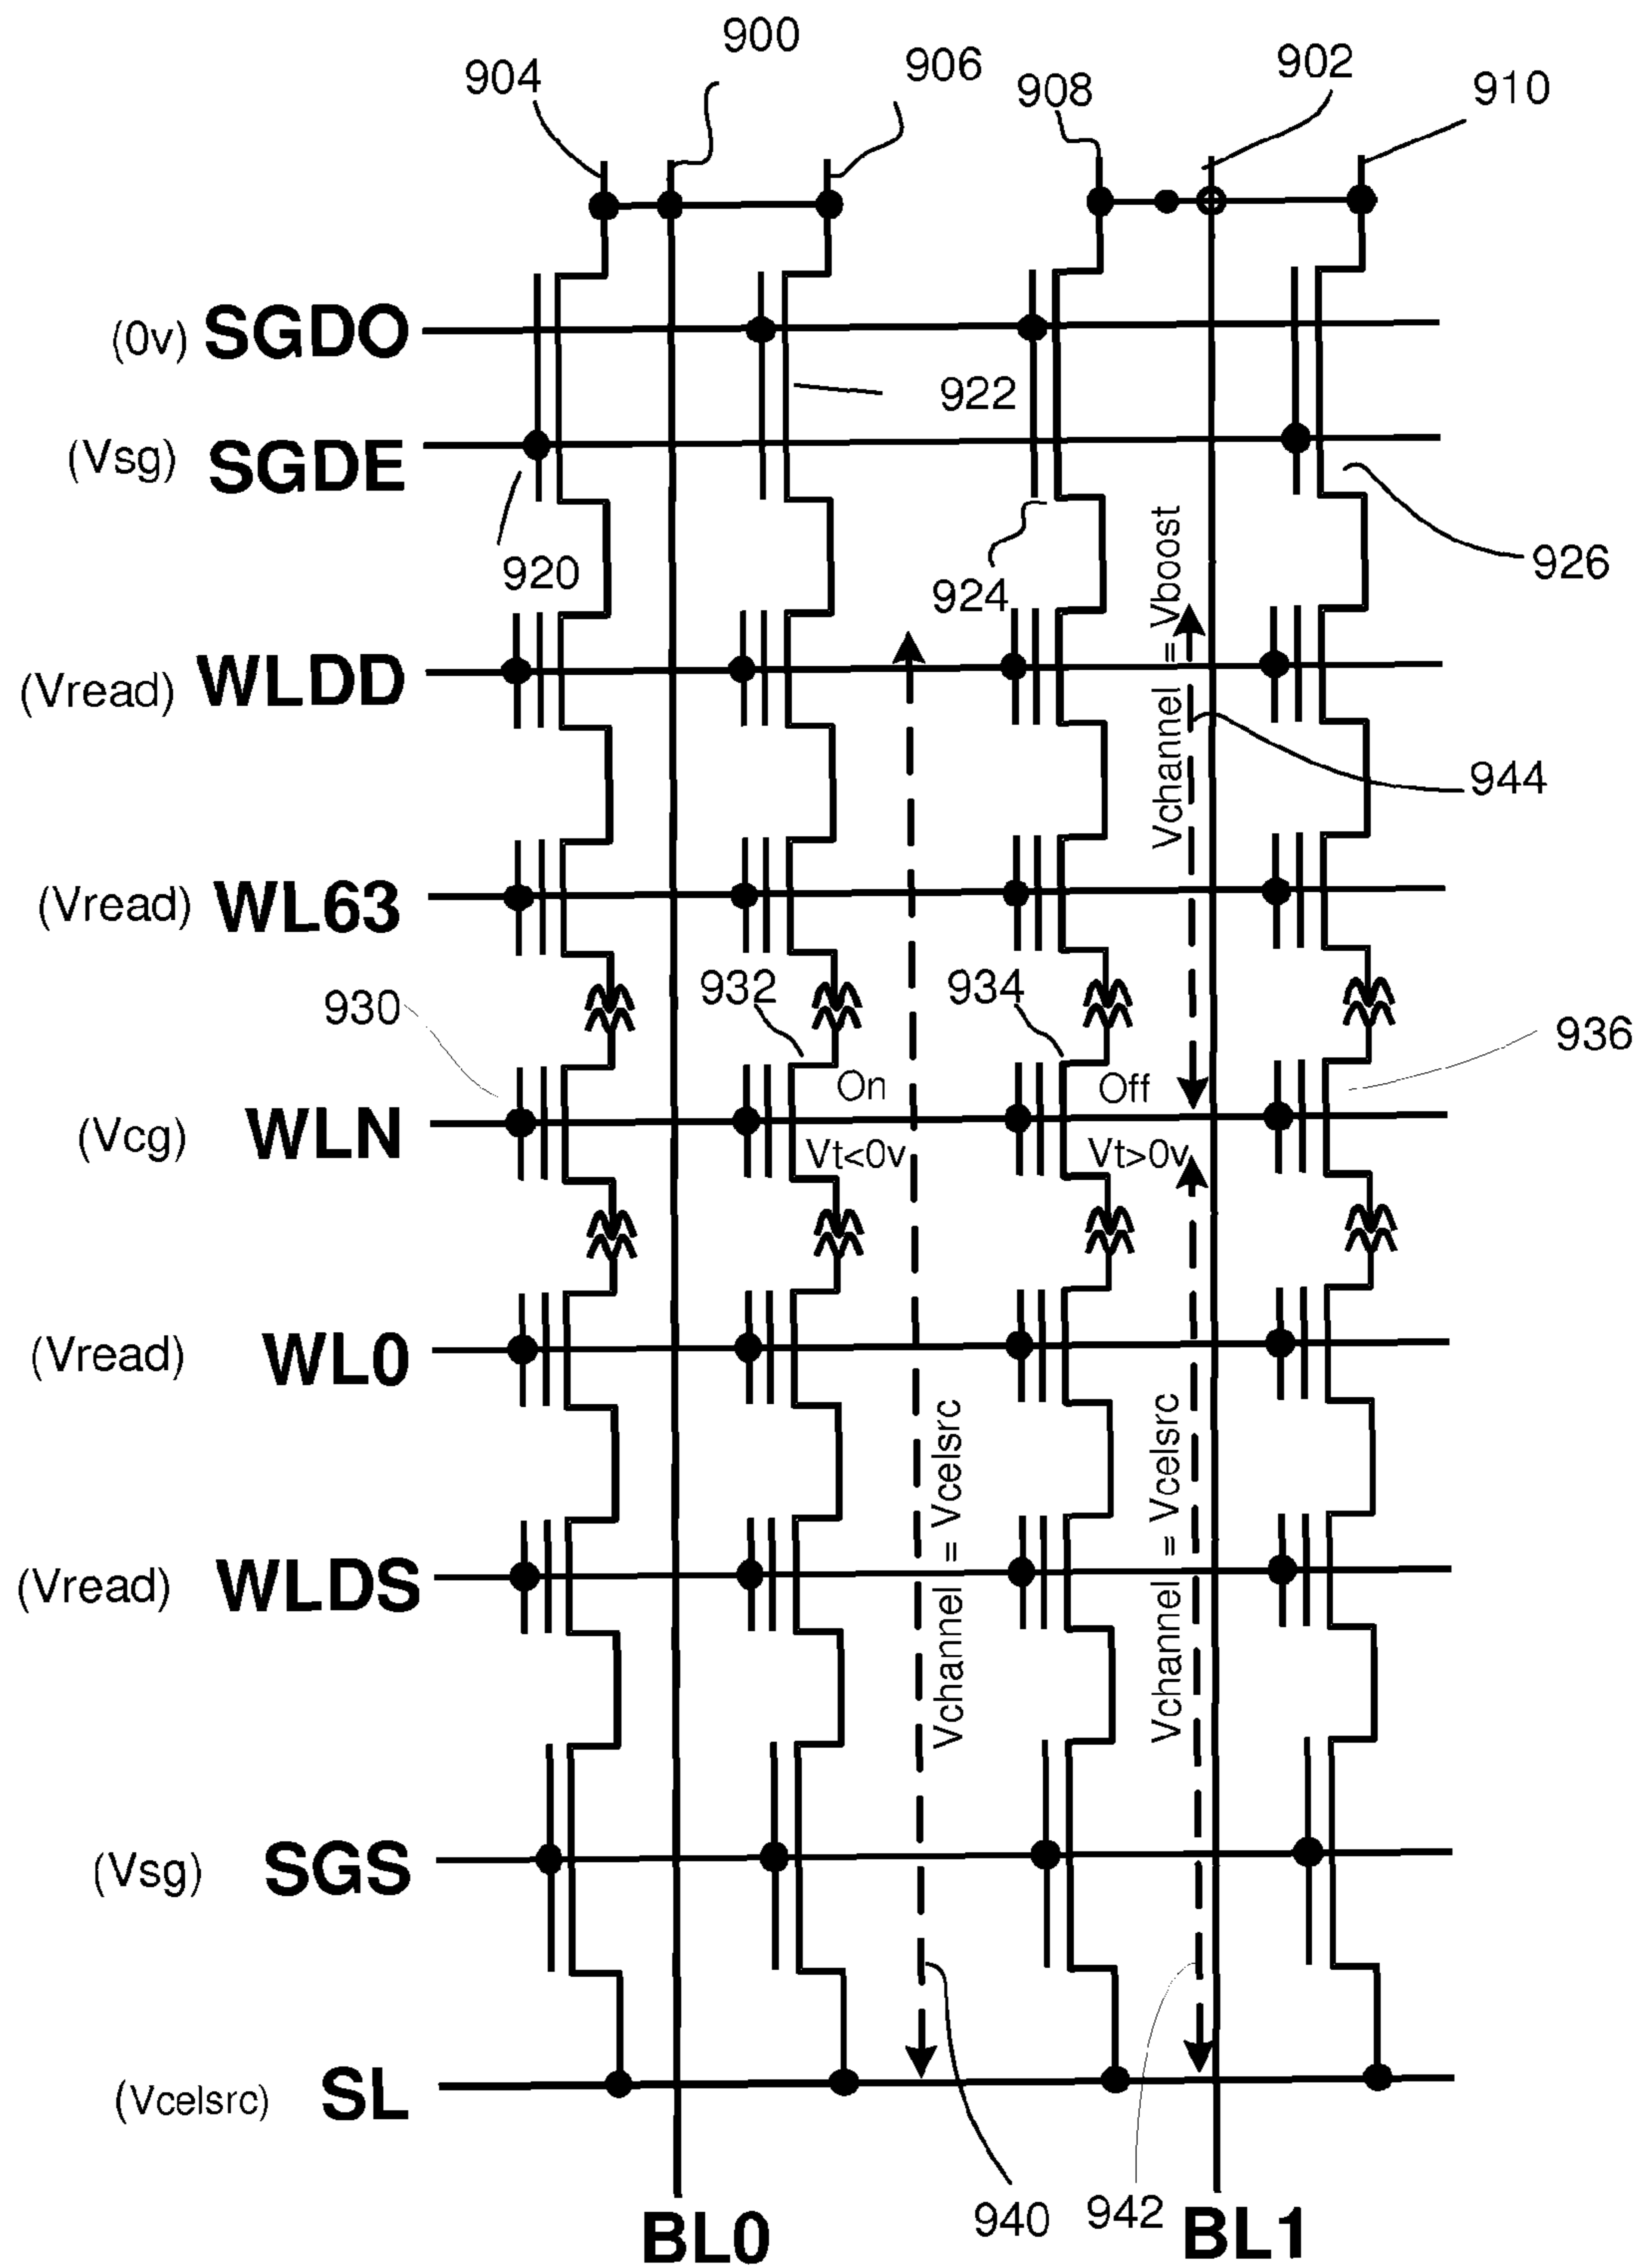 900
904
906
902
908
910
(0v) SGDO
922
(Vsg) SGDE
920
924
926
Vchannel = Vboost
(Vread) WLDD
944
(Vread) WL63
930
932
934
936
On
Off
(Vcg) WLN
Vt<0v
Vt>0v
(Vread) WL0
Vchannel = Vcelsrc
Vchannel = Vcelsrc
(Vread) WLDS
(Vsg) SGS
(Vcelsrc) SL
940
942
BL0
BL1